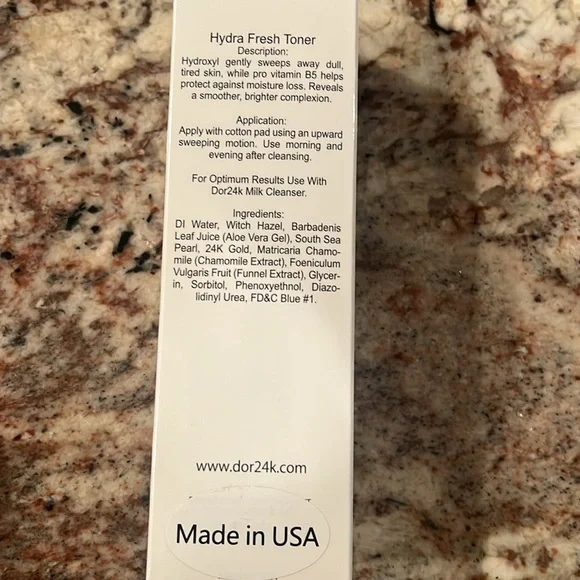 Hydra Fresh Toner
Description:
Hydroxyl gently sweeps away dull,
tired skin, while pro vitamin B5 helps
protect against moisture loss. Reveals
a smoother, brighter complexion.
Application:
Apply with cotton pad using an upward
sweeping motion. Use morning and
evening after cleansing.
For Optimum Results Use With
Dor24k Milk Cleanser.
Ingredients:
DI Water, Witch Hazel, Barbadenis
Leaf Juice (Aloe Vera Gel), South Sea
Pearl, 24K Gold, Matricaria Chamo-
mile (Chamomile Extract), Foeniculum
Vulgaris Fruit (Funnel Extract), Glycer-
in, Sorbitol, Phenoxyethnol, Diazo-
lidinyl Urea, FD&C Blue #1.
www.dor24k.com
Made in USA